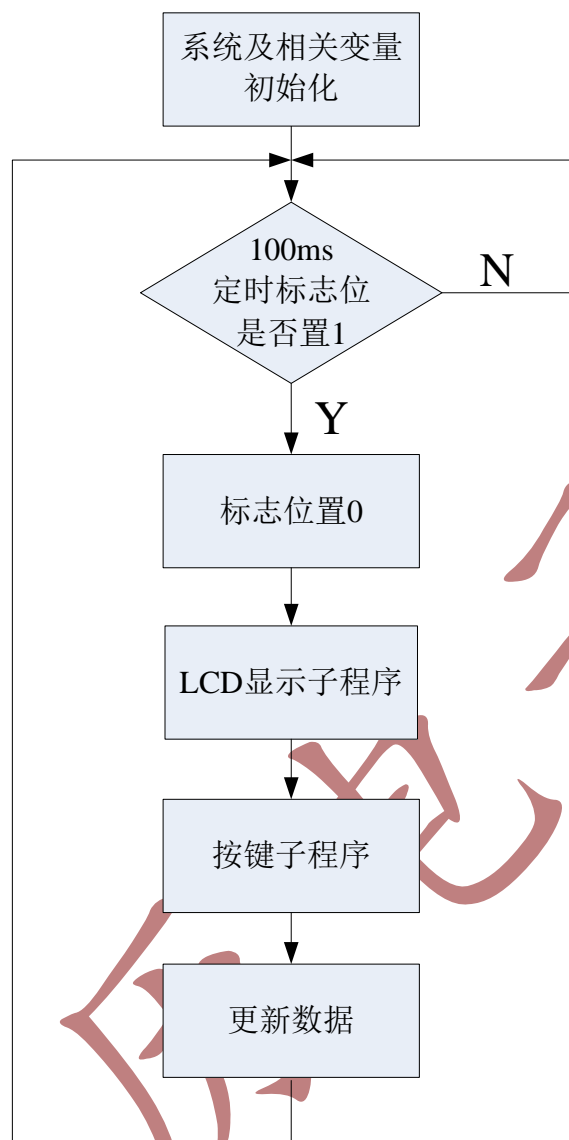 系统及相关变量
初始化
100ms
定时标志位
是否置1
N
Y
标志位置0
LCD显示子程序
按键子程序
更新数据